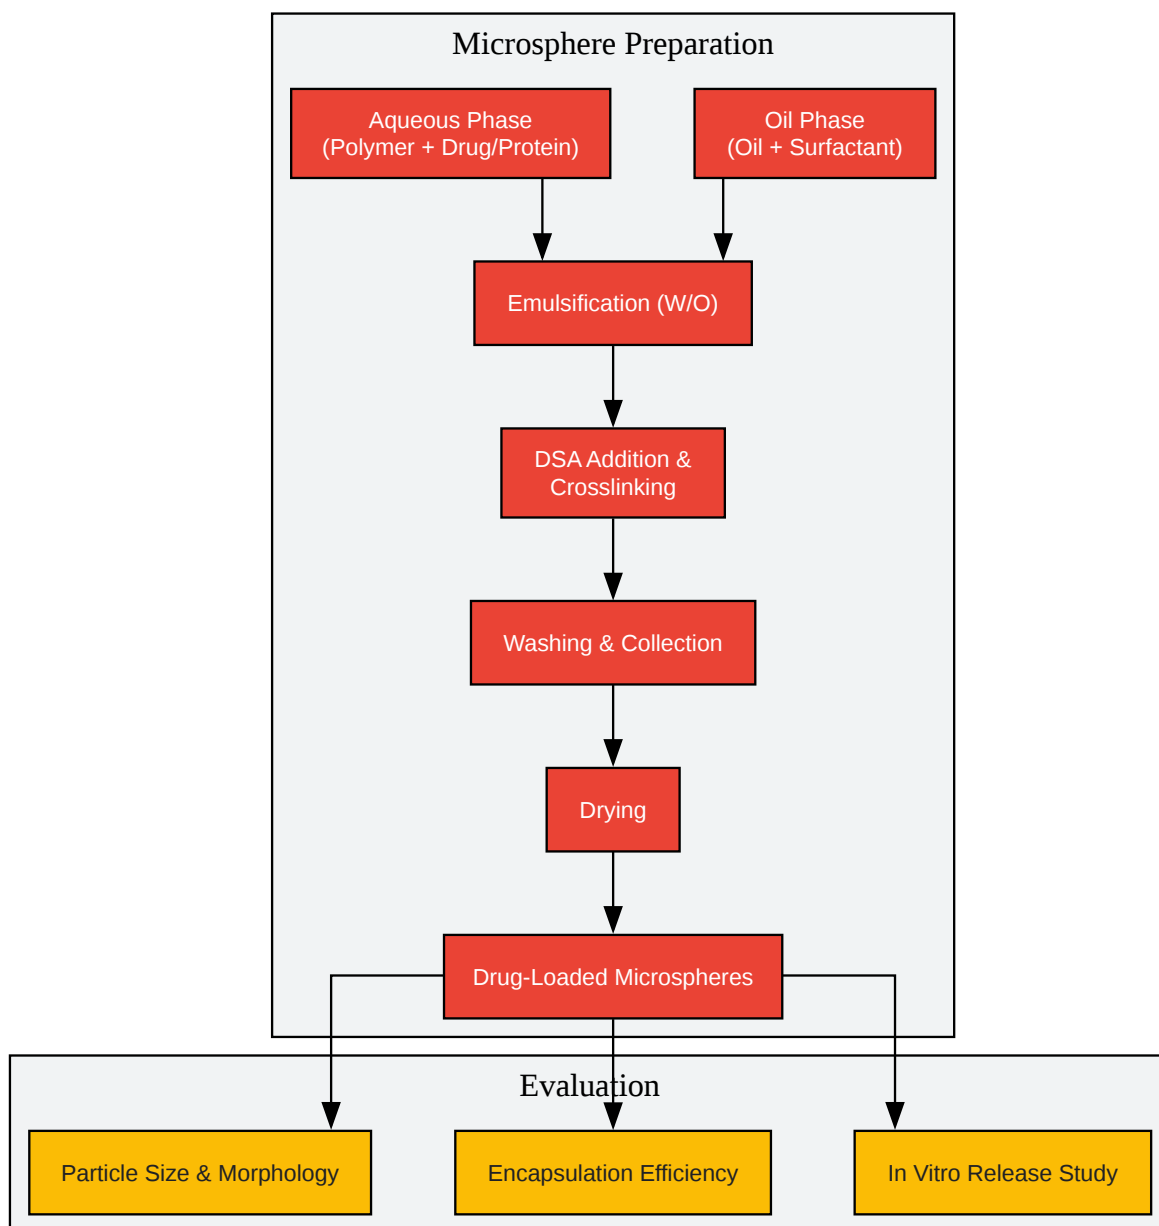 Microsphere Preparation
Aqueous Phase
(Polymer + Drug/Protein)
Oil Phase
(Oil + Surfactant)
Emulsification (W/O)
DSA Addition &
Crosslinking
Washing & Collection
Drying
Drug-Loaded Microspheres
Evaluation
Particle Size & Morphology
Encapsulation Efficiency
In Vitro Release Study